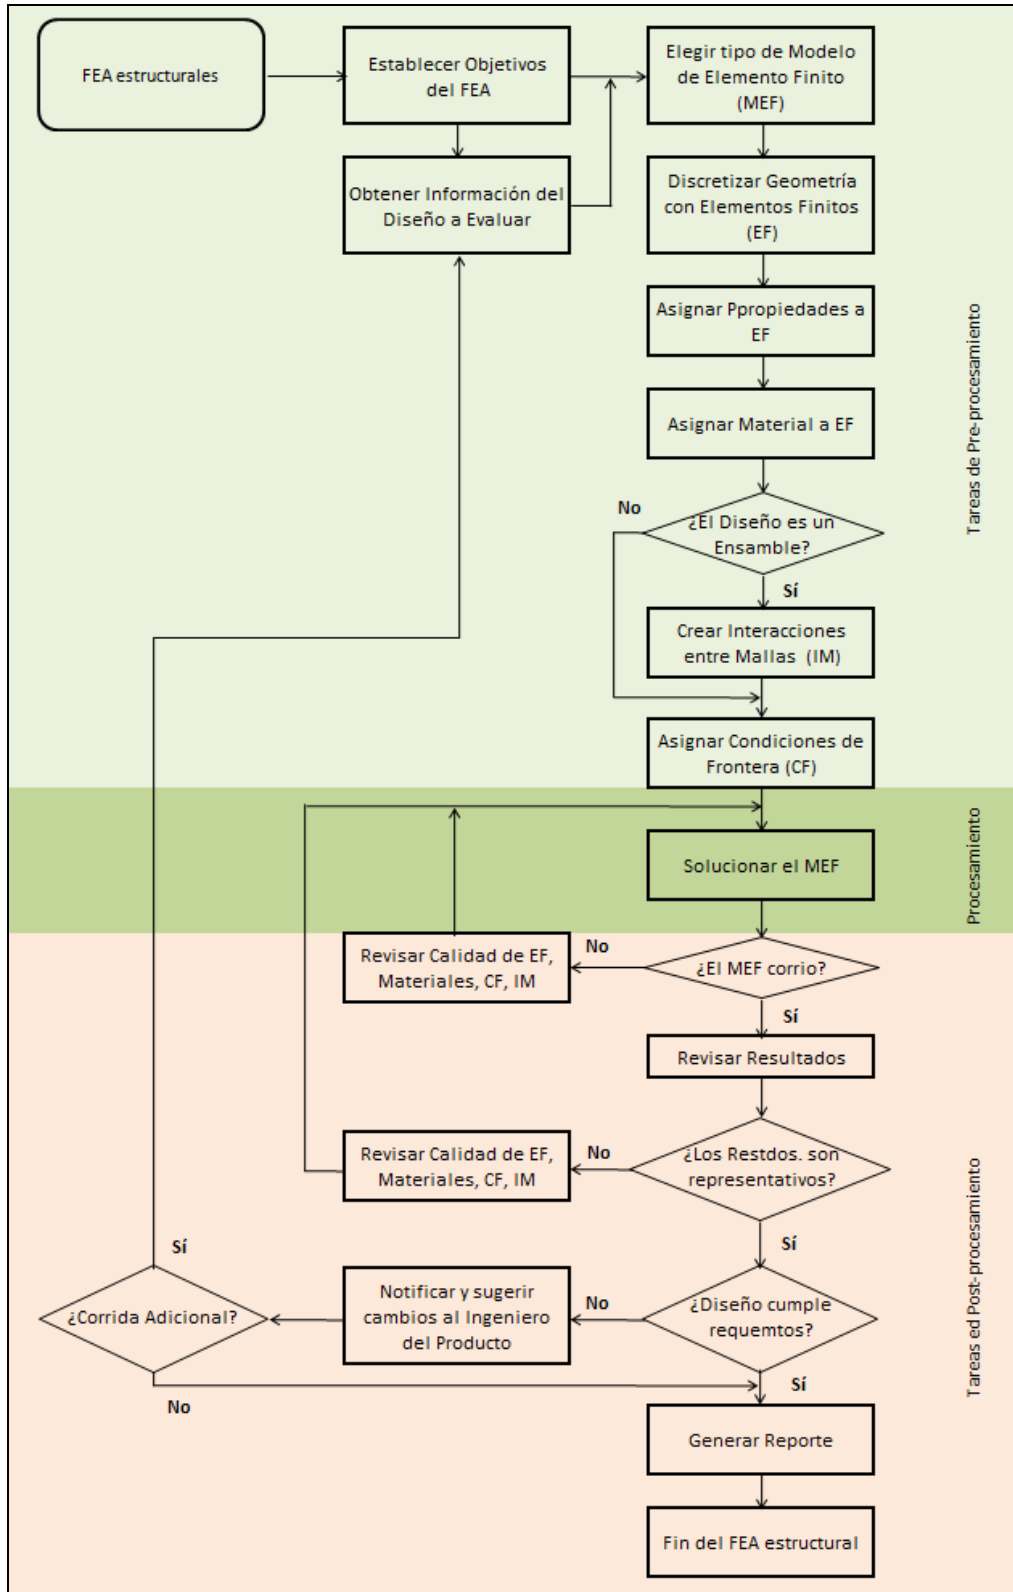 FEA estructurales
Establecer Objetivos
del FEA
Elegir tipo de Modelo
de Elemento Finito
(MEF)
Obtener Información del
Diseño a Evaluar
Discretizar Geometría
con Elementos Finitos
(EF)
Asignar Ppropiedades a
EF
Asignar Material a EF
¿El Diseño es un
Ensamble?
No
Sí
Crear Interacciones
entre Mallas (IM)
Asignar Condiciones de
Frontera (CF)
Tareas de Pre-procesamiento
Solucionar el MEF
Procesamiento
¿El MEF corrio?
No
Revisar Calidad de EF,
Materiales, CF, IM
Sí
Revisar Resultados
¿Los Restdos. son
representativos?
No
Revisar Calidad de EF,
Materiales, CF, IM
Sí
¿Diseño cumple
requemtos?
No
Notificar y sugerir
cambios al Ingeniero
del Producto
¿Corrida Adicional?
Sí
No
Sí
Generar Reporte
Fin del FEA estructural
Tareas ed Post-procesamiento